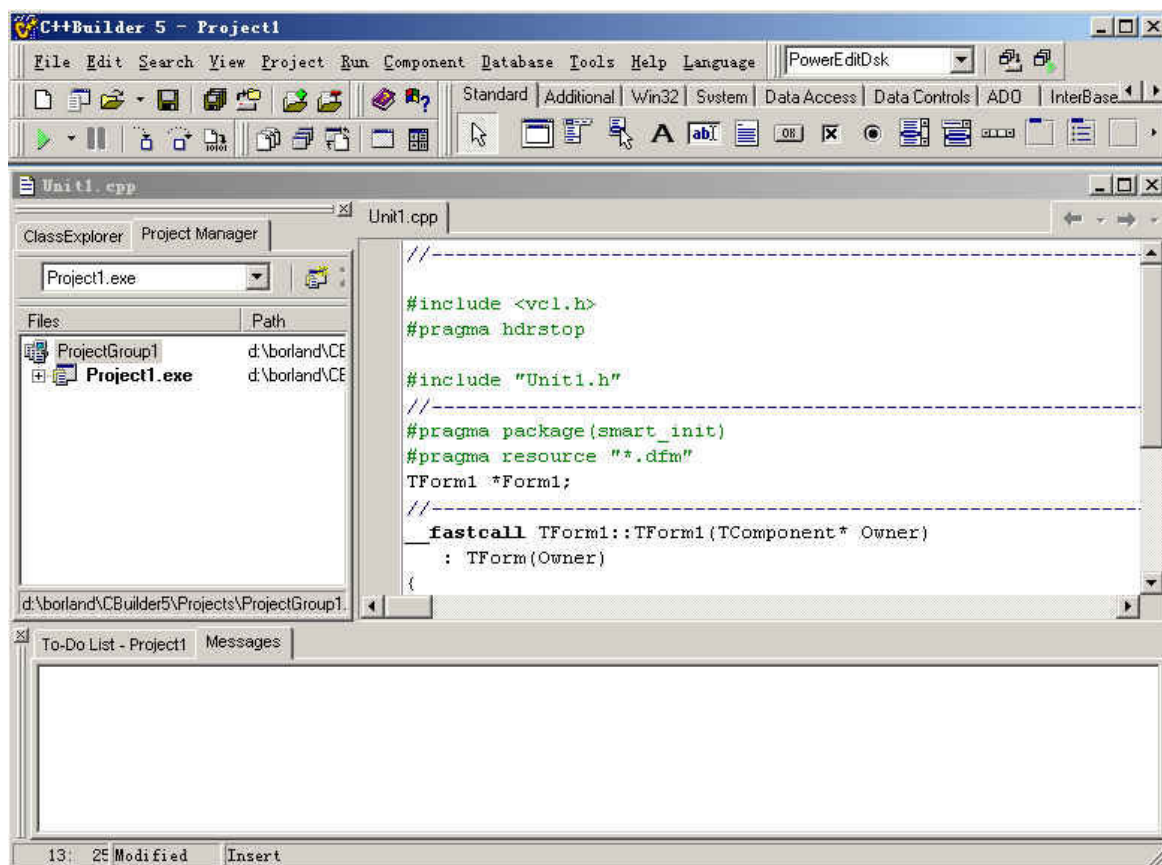 C++Builder 5 - Project1
File Edit Search View Project Run Component Database Tools Help Language PowerEditDsk
Standard Additional Win32 System Data Access Data Controls ADO InterBase
Unit1.cpp
ClassExplorer Project Manager
Project1.exe
Files Path
ProjectGroup1 d:\borland\CB
Project1.exe d:\borland\CB
d:\borland\CBuilder5\Projects\ProjectGroup1.
Unit1.cpp
//--------------------------------------------------------------
#include <vcl.h>
#pragma hdrstop
#include "Unit1.h"
//--------------------------------------------------------------
#pragma package(smart_init)
#pragma resource "*.dfm"
TForm1 *Form1;
//--------------------------------------------------------------
__fastcall TForm1::TForm1(TComponent* Owner)
: TForm(Owner)
{
To-Do List - Project1 Messages
13: 25 Modified Insert